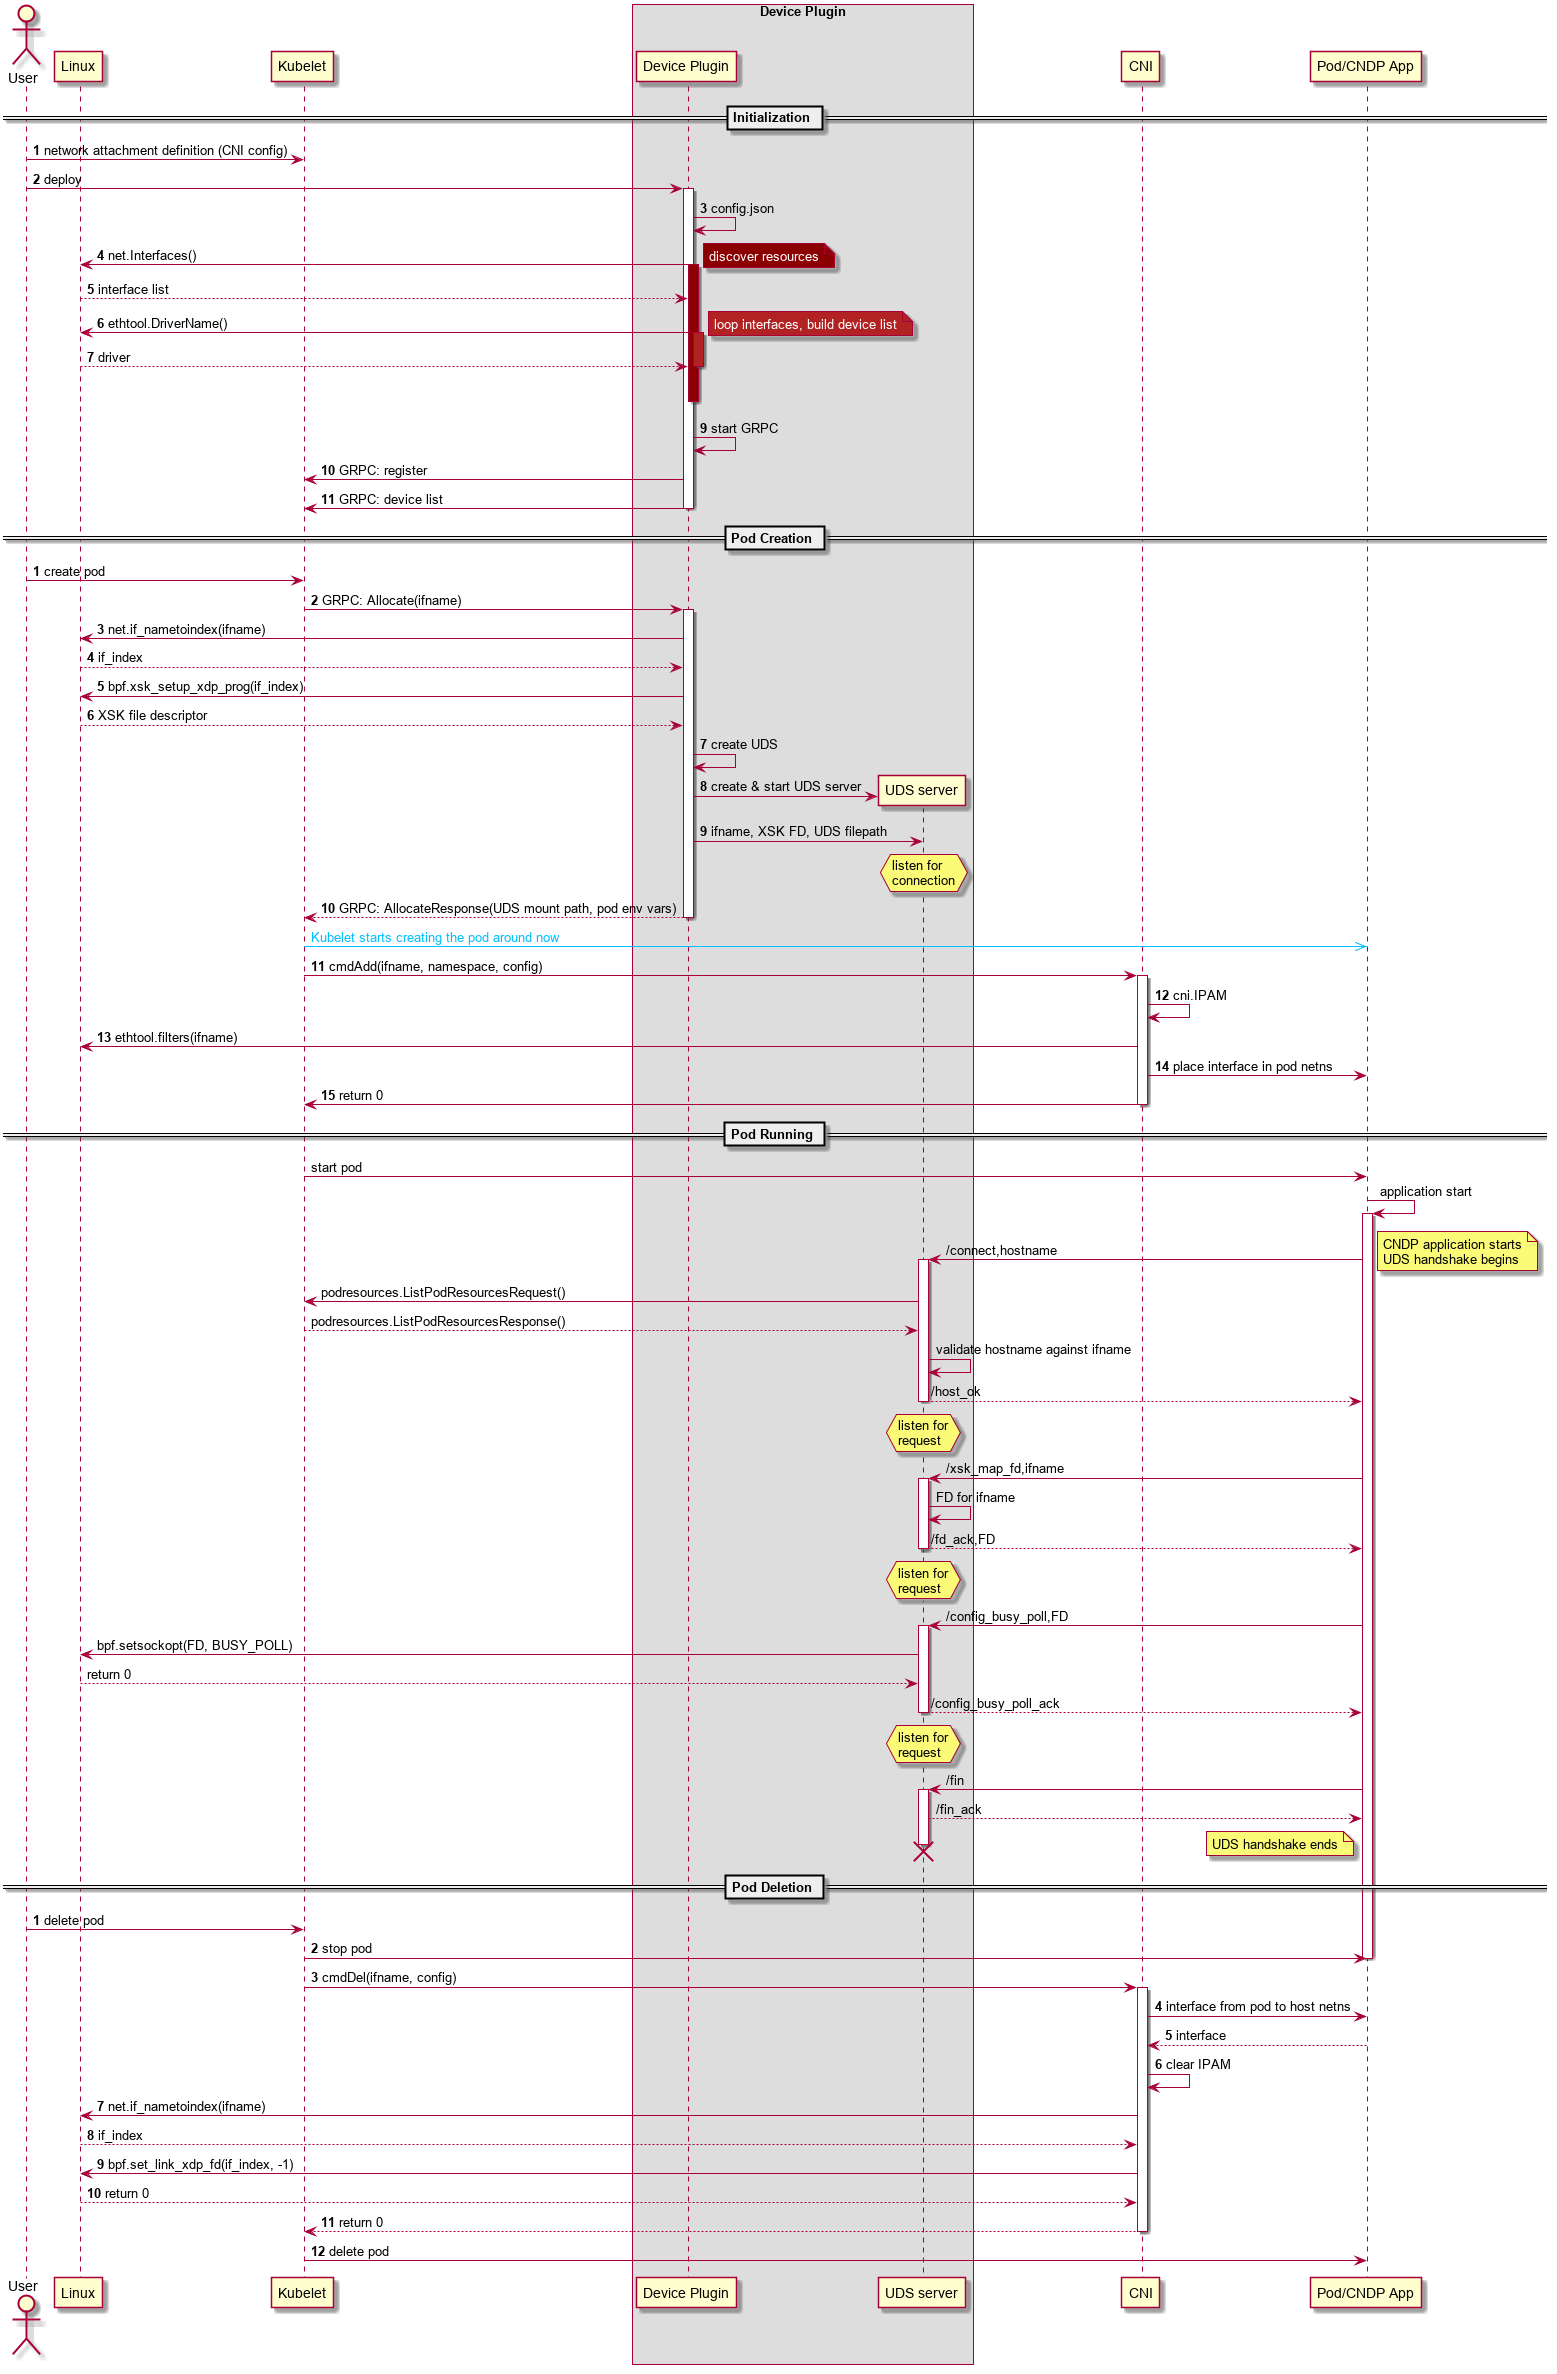 Device Plugin
User
Linux
Kubelet
Device Plugin
CNI
Pod/CNDP App
Initialization
1 network attachment definition (CNI config)
2 deploy
3 config.json
4 net.Interfaces()
discover resources
5 interface list
6 ethtool.DriverName()
loop interfaces, build device list
7 driver
9 start GRPC
10 GRPC: register
11 GRPC: device list
Pod Creation
1 create pod
2 GRPC: Allocate(ifname)
3 net.if_nametoindex(ifname)
4 if_index
5 bpf.xsk_setup_xdp_prog(if_index)
6 XSK file descriptor
7 create UDS
8 create & start UDS server
UDS server
9 ifname, XSK FD, UDS filepath
listen for
connection
10 GRPC: AllocateResponse(UDS mount path, pod env vars)
Kubelet starts creating the pod around now
11 cmdAdd(ifname, namespace, config)
12 cni.IPAM
13 ethtool.filters(ifname)
14 place interface in pod netns
15 return 0
Pod Running
start pod
application start
CNDP application starts
UDS handshake begins
/connect,hostname
podresources.ListPodResourcesRequest()
podresources.ListPodResourcesResponse()
validate hostname against ifname
/host_ok
listen for
request
/xsk_map_fd,ifname
FD for ifname
/fd_ack,FD
listen for
request
/config_busy_poll,FD
bpf.setsockopt(FD, BUSY_POLL)
return 0
/config_busy_poll_ack
listen for
request
/fin
/fin_ack
UDS handshake ends
Pod Deletion
1 delete pod
2 stop pod
3 cmdDel(ifname, config)
4 interface from pod to host netns
5 interface
6 clear IPAM
7 net.if_nametoindex(ifname)
8 if_index
9 bpf.set_link_xdp_fd(if_index, -1)
10 return 0
11 return 0
12 delete pod
User
Linux
Kubelet
Device Plugin
UDS server
CNI
Pod/CNDP App